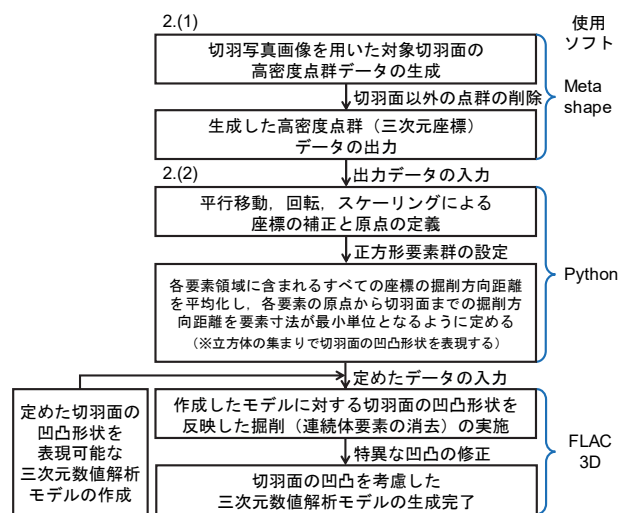 2.(1)
使用
ソフト
切羽写真画像を用いた対象切羽面の
高密度点群データの生成
切羽面以外の点群の削除
Meta
shape
生成した高密度点群（三次元座標）
データの出力
出力データの入力
2.(2)
平行移動，回転，スケーリングによる
座標の補正と原点の定義
正方形要素群の設定
Python
各要素領域に含まれるすべての座標の掘削方向距離
を平均化し，各要素の原点から切羽面までの掘削方
向距離を要素寸法が最小単位となるように定める
（※立方体の集まりで切羽面の凹凸形状を表現する）
定めたデータの入力
定めた切羽面の
凹凸形状を
表現可能な
三次元数値解析
モデルの作成
作成したモデルに対する切羽面の凹凸形状を
反映した掘削（連続体要素の消去）の実施
特異な凹凸の修正
FLAC
3D
切羽面の凹凸を考慮した
三次元数値解析モデルの生成完了